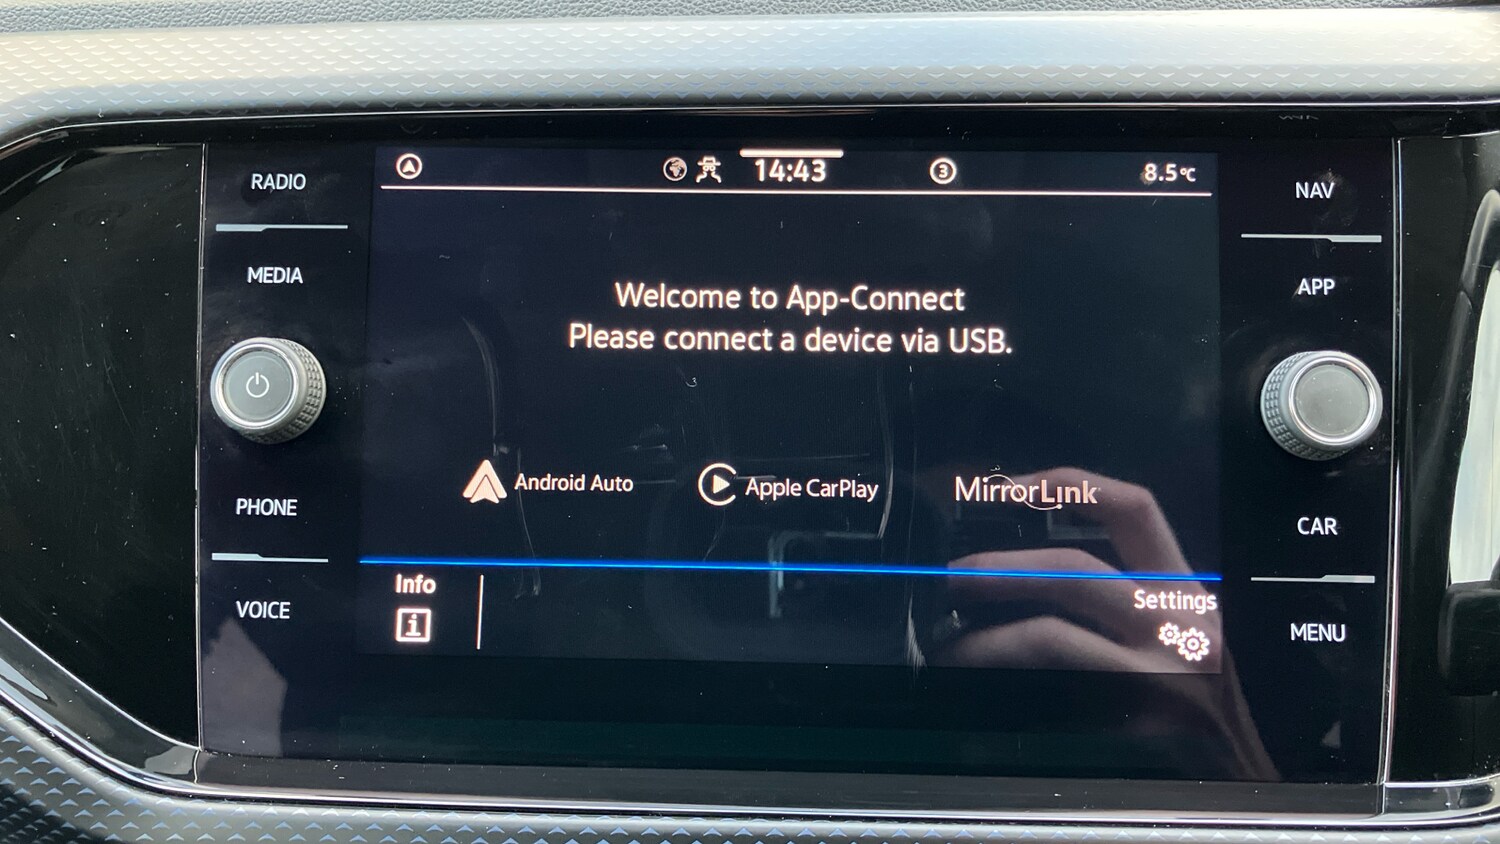 RADIO
MEDIA
PHONE
VOICE
14:43
3
8.5°C
Welcome to App-Connect
Please connect a device via USB.
Android Auto
Apple CarPlay
MirrorLink
Info
i
Settings
NAV
APP
CAR
MENU